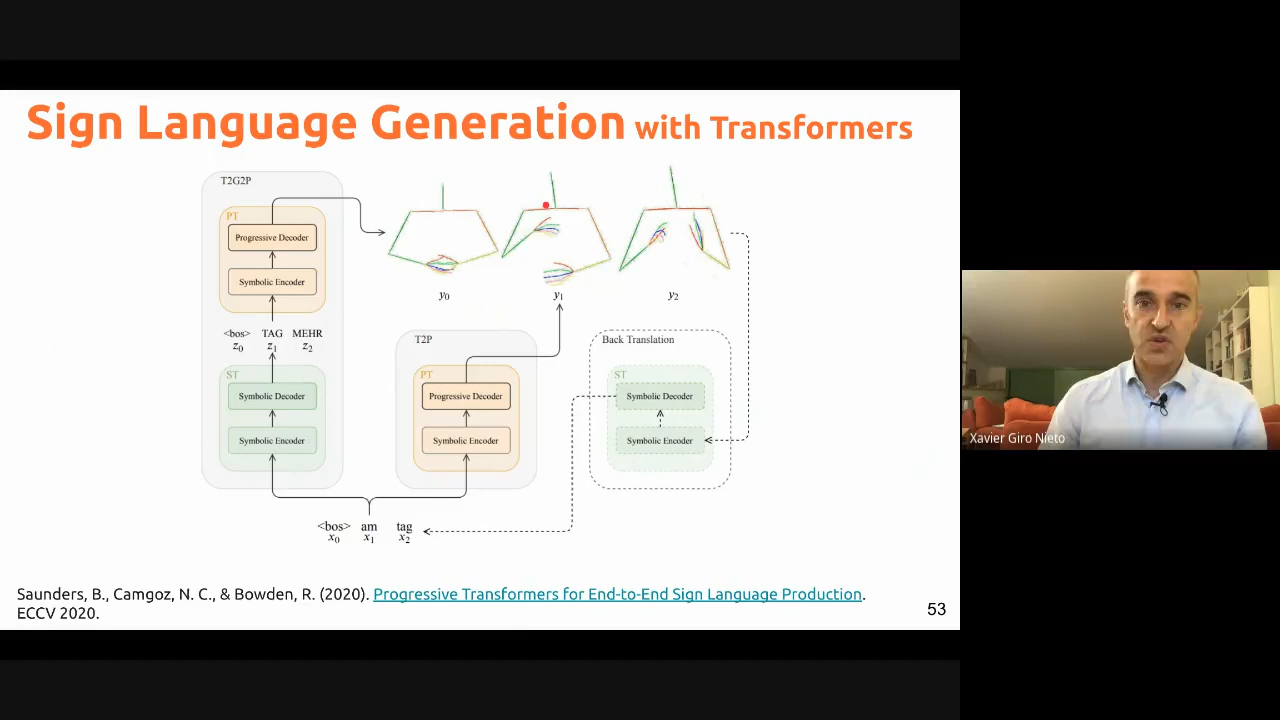 Sign Language Generation with Transformers
T2G2P
PT
Progressive Decoder
Symbolic Encoder
<bos> TAG MEHR
z0 z1 z2
ST
Symbolic Decoder
Symbolic Encoder
y0 y1 y2
T2P
PT
Progressive Decoder
Symbolic Encoder
Back Translation
ST
Symbolic Decoder
Symbolic Encoder
<bos> am tag
x0 x1 x2
Saunders, B., Camgoz, N. C., & Bowden, R. (2020). Progressive Transformers for End-to-End Sign Language Production.
ECCV 2020.
53
Xavier Giro Nieto